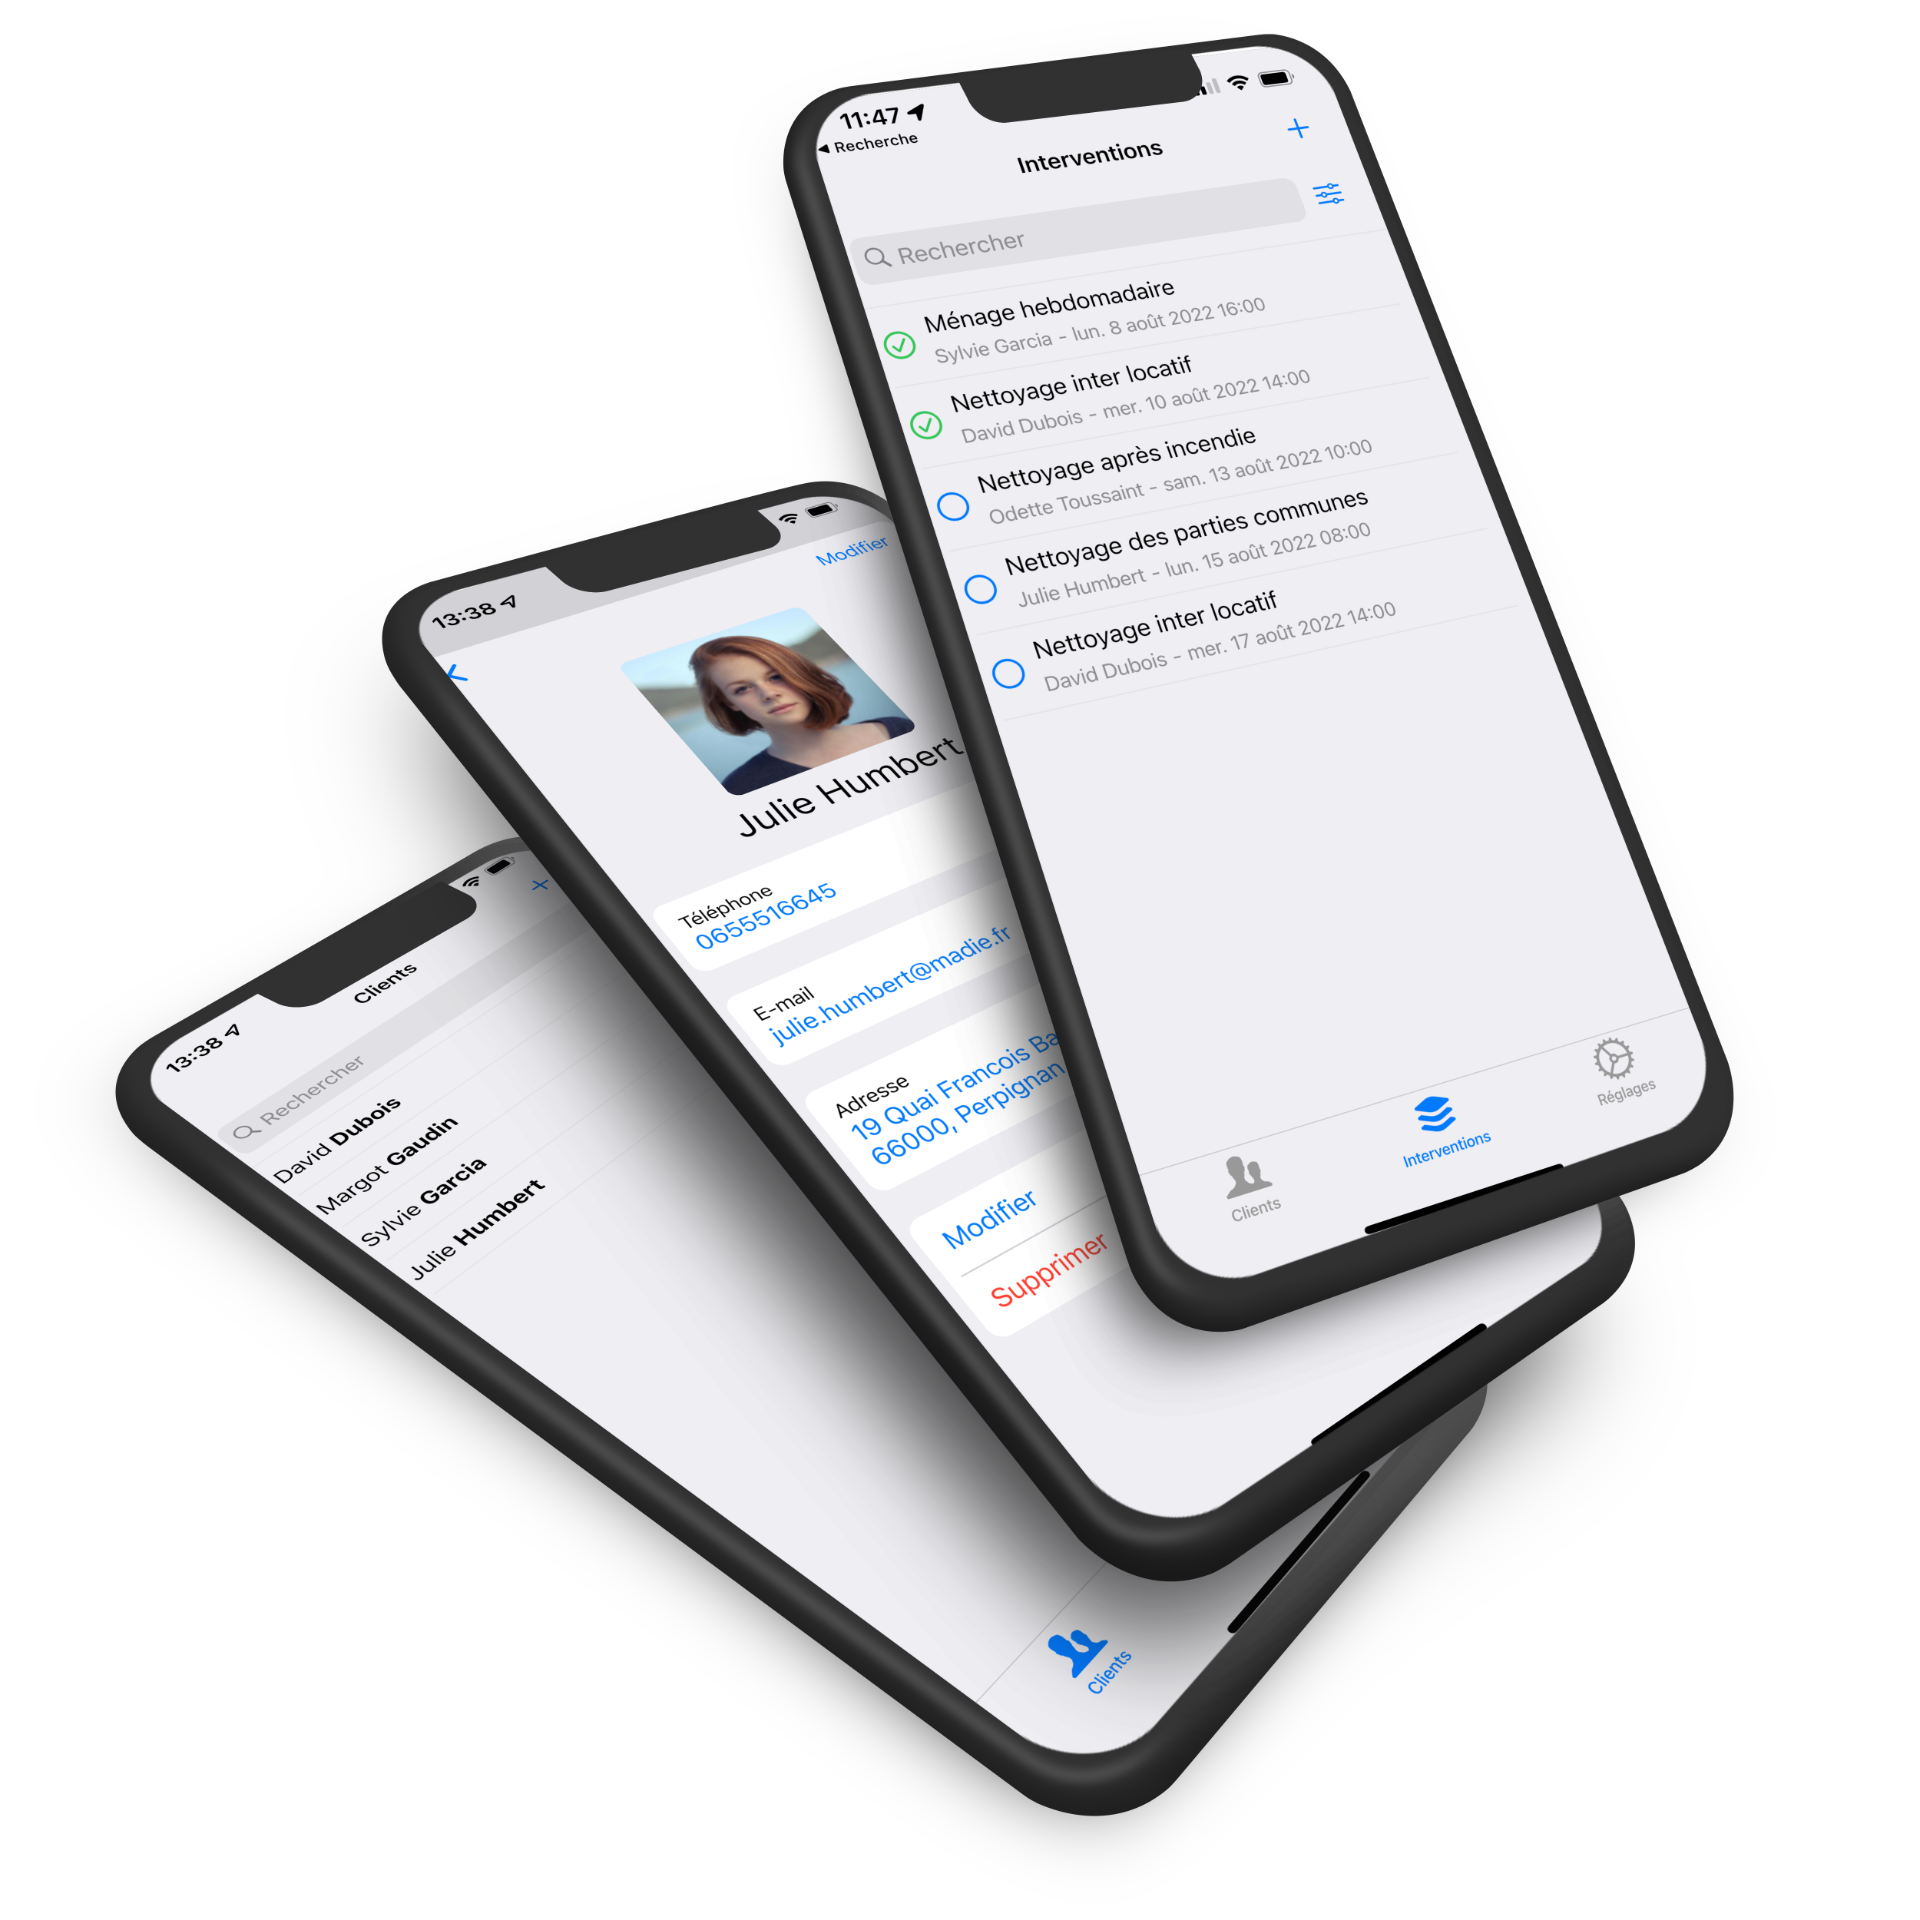 11:47
Recherche
Interventions
Rechercher
Ménage hebdomadaire
Sylvie Garcia - lun. 8 août 2022 16:00
Nettoyage inter locatif
David Dubois - mer. 10 août 2022 14:00
Nettoyage après incendie
Odette Toussaint - sam. 13 août 2022 10:00
Nettoyage des parties communes
Julie Humbert - lun. 15 août 2022 08:00
Nettoyage inter locatif
David Dubois - mer. 17 août 2022 14:00
Clients
Interventions
Réglages
13:38
Modifier
Julie Humbert
Téléphone
0655516645
E-mail
julie.humbert@madie.fr
Adresse
19 Quai Francois
66000, Perpignan
Modifier
Supprimer
13:38
Clients
Rechercher
David Dubois
Margot Gaudin
Sylvie Garcia
Julie Humbert
Clients